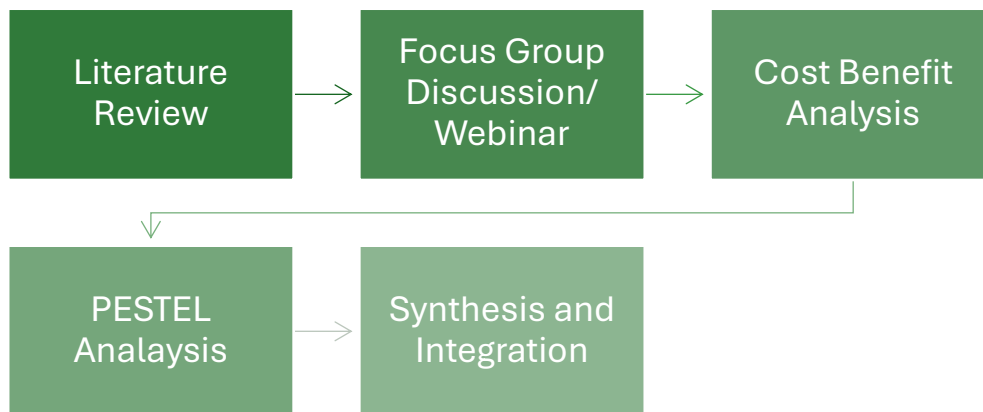 Literature
Review
Focus Group
Discussion/
Webinar
Cost Benefit
Analysis
PESTEL
Analaysis
Synthesis and
Integration